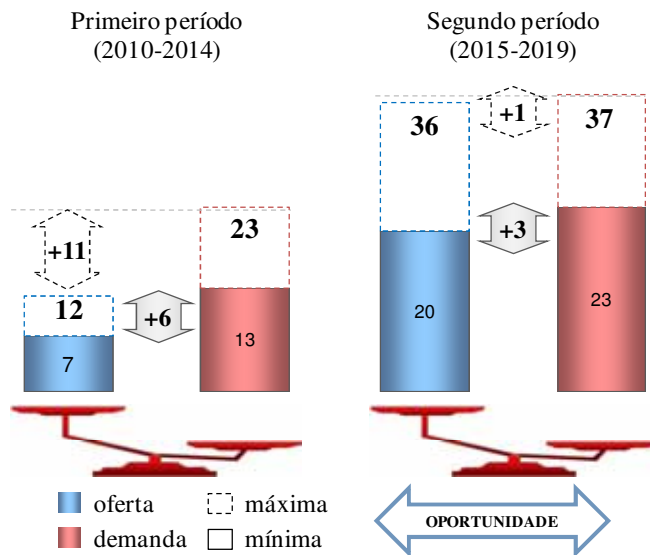 Primeiro período
(2010-2014)
+11
12
7
+6
23
13
Segundo período
(2015-2019)
36
20
+1
+3
37
23
oferta
demanda
máxima
mínima
OPORTUNIDADE